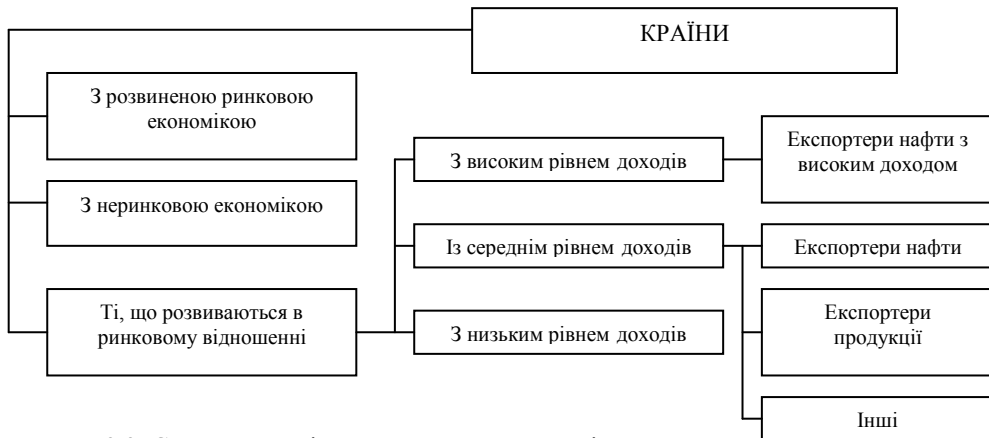 КРАЇНИ
З розвиненою ринковою
економікою
З неринковою економікою
Ті, що розвиваються в
ринковому відношенні
З високим рівнем доходів
Із середнім рівнем доходів
З низьким рівнем доходів
Експортери нафти з
високим доходом
Експортери нафти
Експортери
продукції
Інші